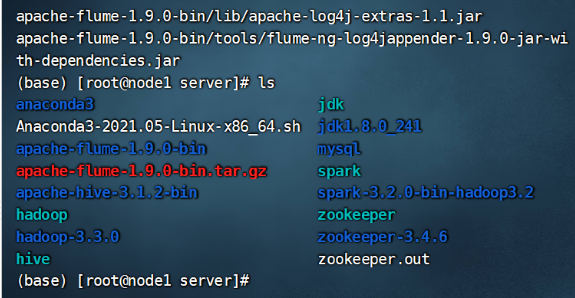 apache-flume-1.9.0-bin/lib/apache-log4j-extras-1.1.jar
apache-flume-1.9.0-bin/tools/flume-ng-log4jappender-1.9.0-jar-wi
th-dependencies.jar
(base) [root@node1 server]# ls
anaconda3 jdk
Anaconda3-2021.05-Linux-x86_64.sh jdk1.8.0_241
apache-flume-1.9.0-bin mysql
apache-flume-1.9.0-bin.tar.gz spark
apache-hive-3.1.2-bin spark-3.2.0-bin-hadoop3.2
hadoop zookeeper
hadoop-3.3.0 zookeeper-3.4.6
hive zookeeper.out
(base) [root@node1 server]#